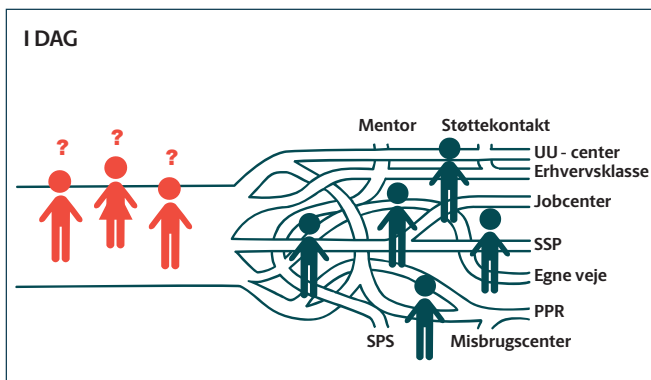 I DAG
? ? ?
Mentor Støttekontakt
UU - center
Erhvervsklasse
Jobcenter
SSP
Egne veje
PPR
SPS Misbrugscenter